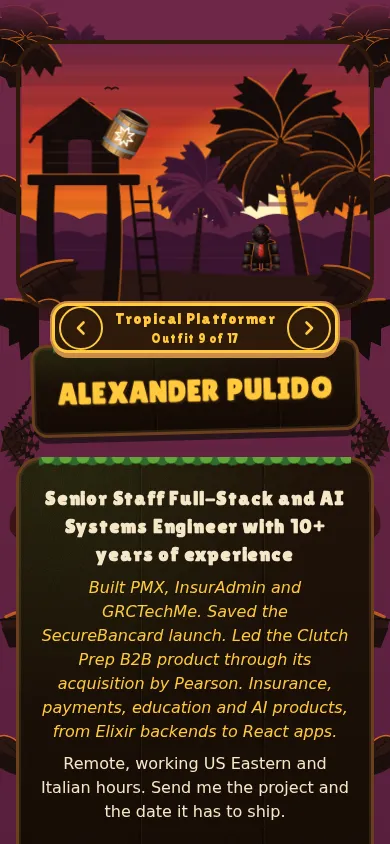 Tropical Platformer
Outfit 9 of 17
ALEXANDER PULIDO
Senior Staff Full-Stack and AI
Systems Engineer with 10+
years of experience
Built PMX, InsurAdmin and
GRCTechMe. Saved the
SecureBancard launch. Led the Clutch
Prep B2B product through its
acquisition by Pearson. Insurance,
payments, education and AI products,
from Elixir backends to React apps.
Remote, working US Eastern and
Italian hours. Send me the project and
the date it has to ship.